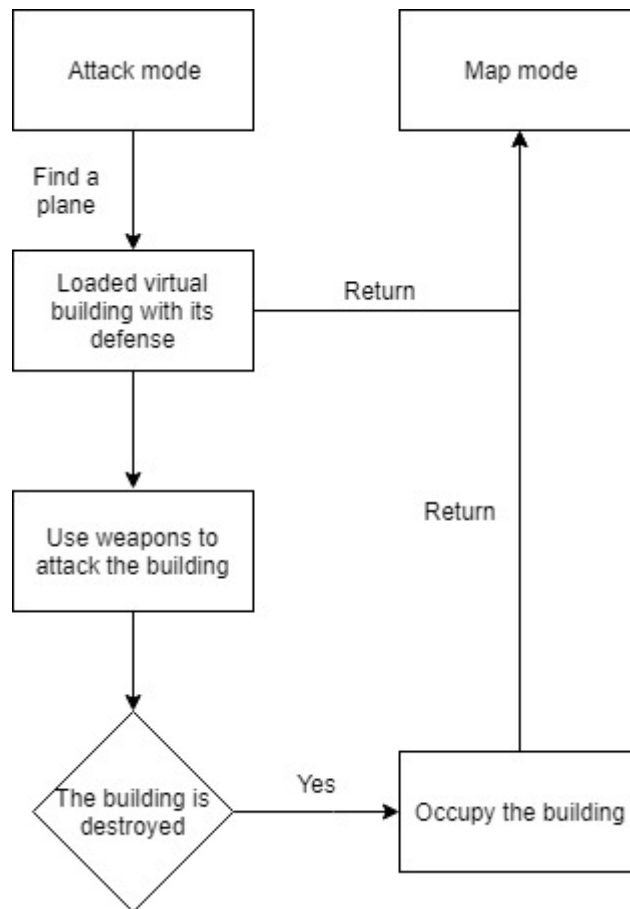 Attack mode
Map mode
Find a
plane
Loaded virtual
building with its
defense
Return
Use weapons to
attack the building
Return
The building is
destroyed
Yes
Occupy the building